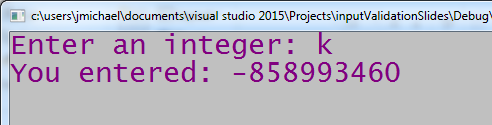 c:\users\jmichael\documents\visual studio 2015\Projects\inputValidationSlides\Debug\
Enter an integer: k
You entered: -858993460